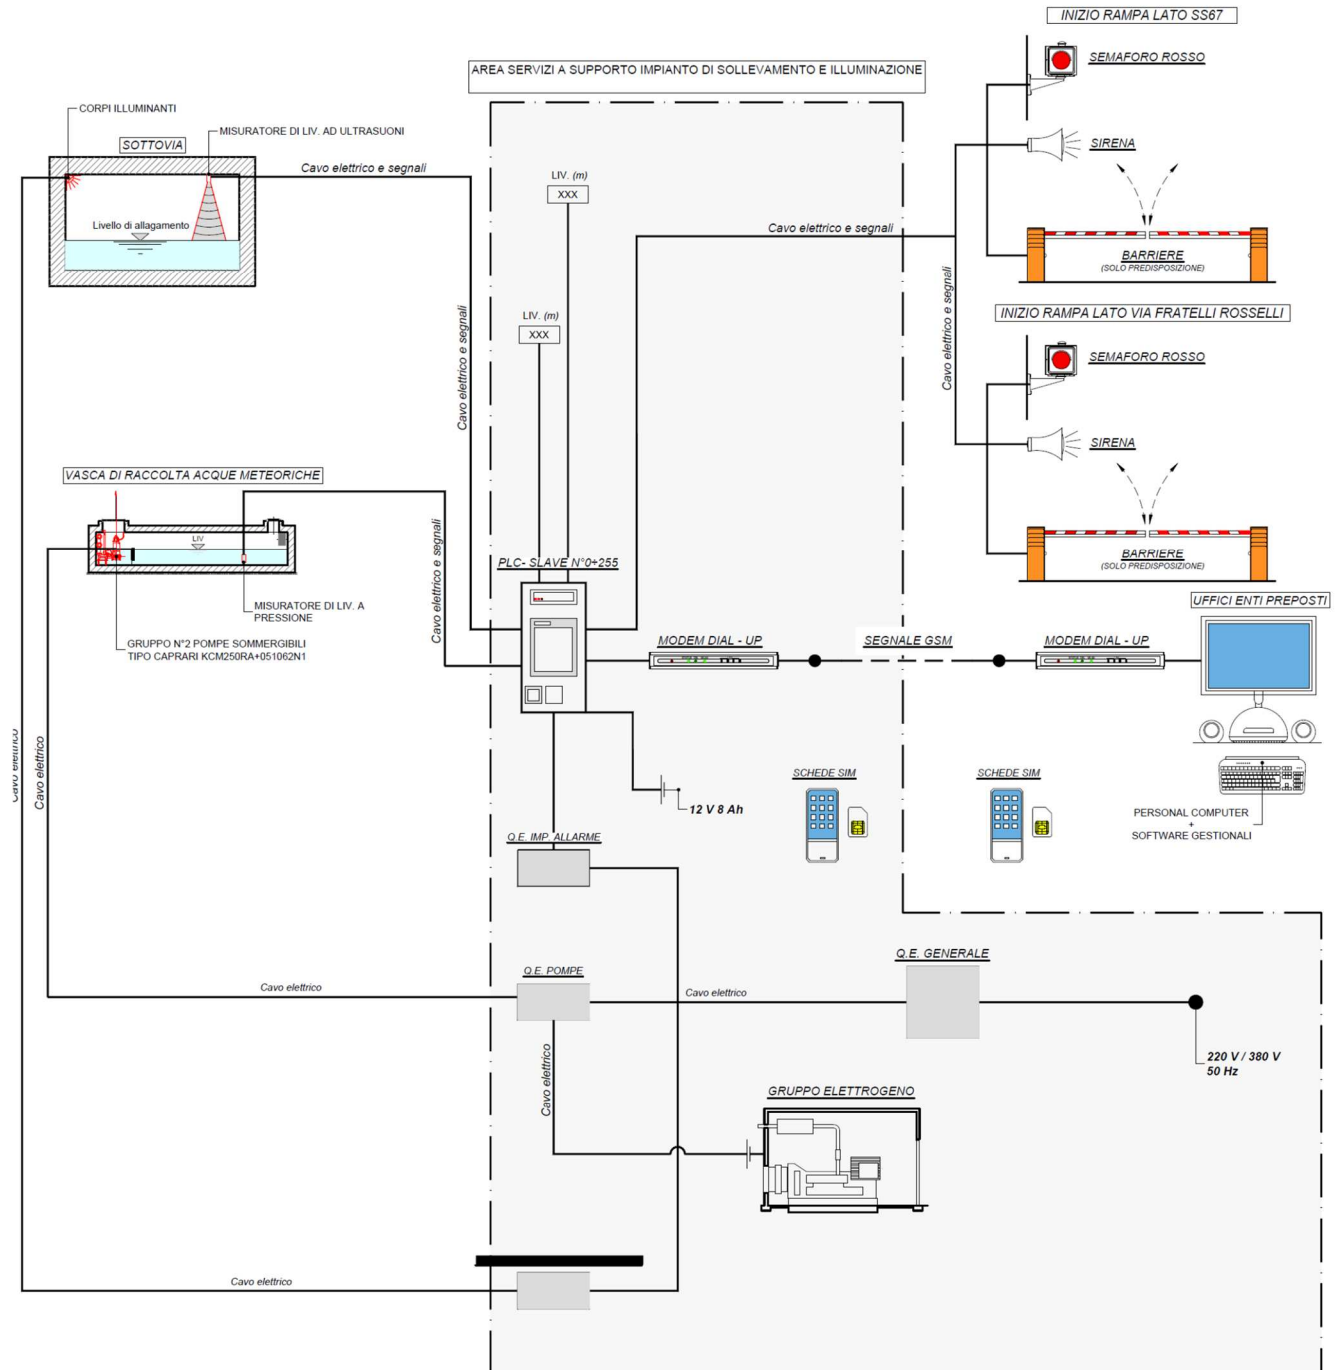 INIZIO RAMPA LATO SS67
SEMAFORO ROSSO
AREA SERVIZI A SUPPORTO IMPIANTO DI SOLLEVAMENTO E ILLUMINAZIONE
CORPI ILLUMINANTI
MISURATORE DI LIV. AD ULTRASUONI
SOTTOVIA
SIRENA
Cavo elettrico e segnali
LIV. (m)
XXX
Livello di allagamento
Cavo elettrico e segnali
BARRIERE
(SOLO PREDISPOSIZIONE)
Cavo elettrico e segnali
Cavo elettrico e segnali
INIZIO RAMPA LATO VIA FRATELLI ROSSELLI
LIV. (m)
XXX
SEMAFORO ROSSO
SIRENA
VASCA DI RACCOLTA ACQUE METEORICHE
LIV
Cavo elettrico e segnali
BARRIERE
(SOLO PREDISPOSIZIONE)
PLC- SLAVE N°0÷255
UFFICI ENTI PREPOSTI
MISURATORE DI LIV. A
PRESSIONE
GRUPPO N°2 POMPE SOMMERGIBILI
TIPO CAPRARI KCM250RA+051062N1
MODEM DIAL - UP
SEGNALE GSM
MODEM DIAL - UP
Cavo elettrico
Cavo elettrico
SCHEDE SIM
SCHEDE SIM
12 V 8 Ah
PERSONAL COMPUTER
+
SOFTWARE GESTIONALI
Q.E. IMP. ALLARME
Q.E. GENERALE
Q.E. POMPE
Cavo elettrico
Cavo elettrico
220 V / 380 V
50 Hz
Cavo elettrico
GRUPPO ELETTROGENO
Cavo elettrico